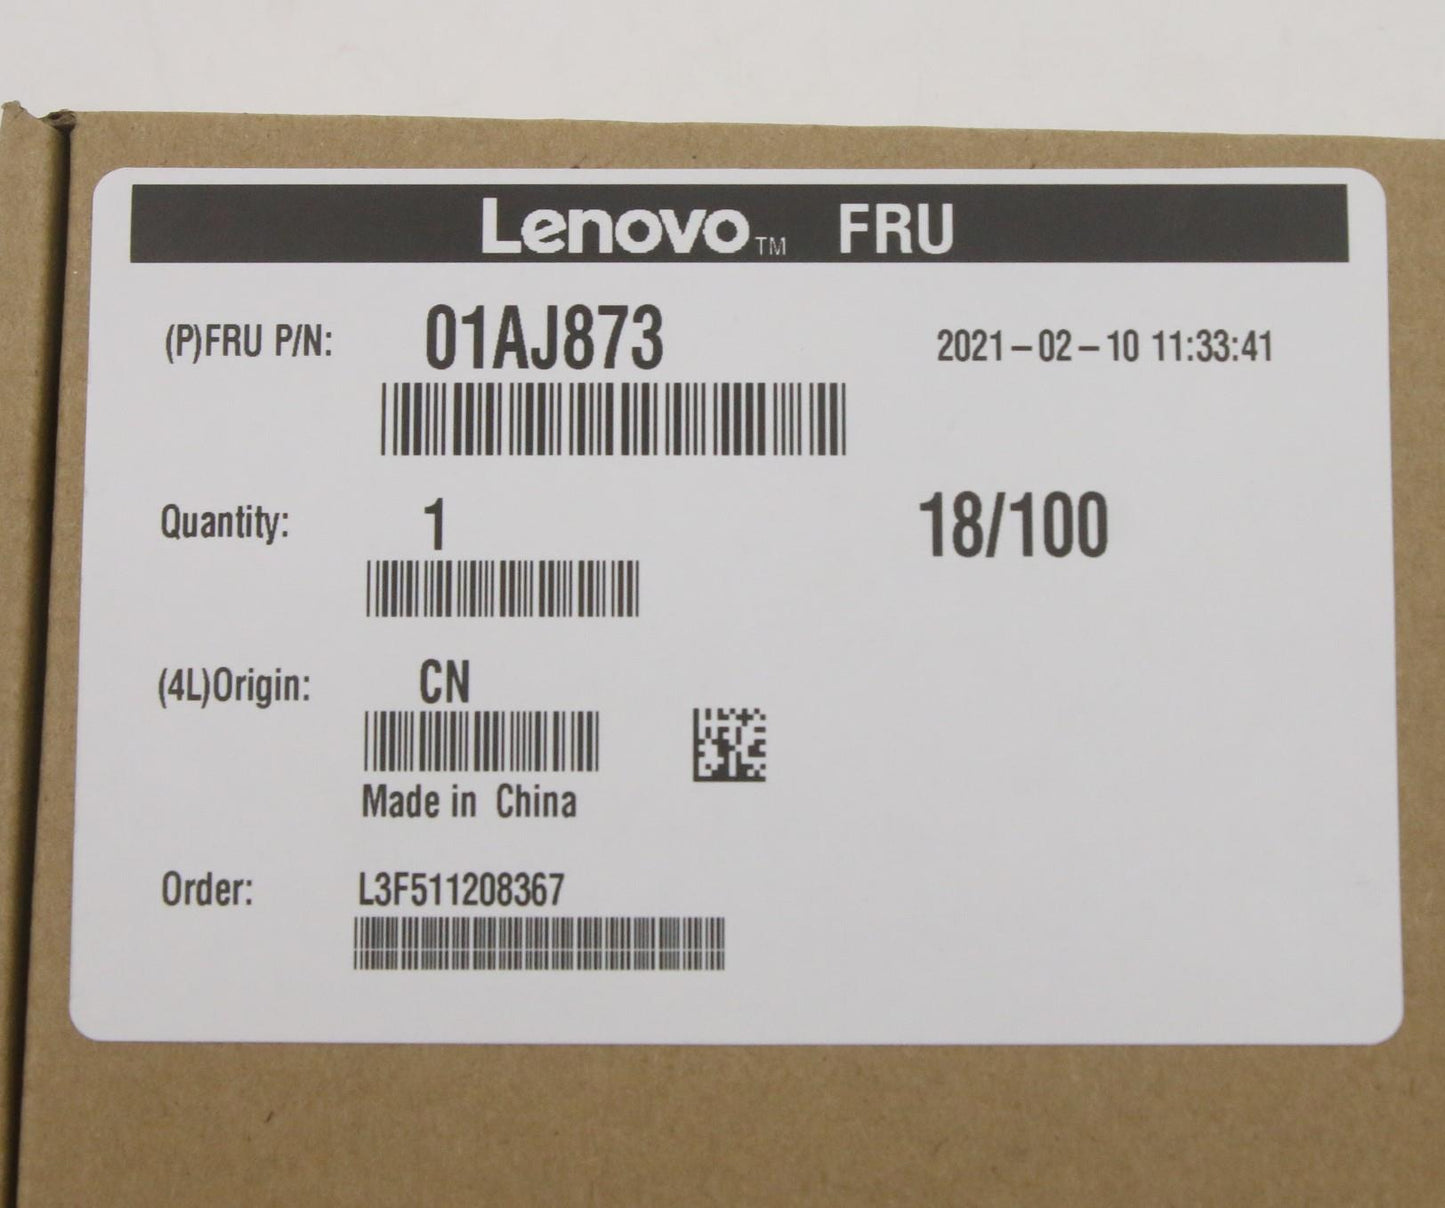 Lenovo™ FRU
(P)FRU P/N: 01AJ873 2021-02-10 11:33:41
Quantity: 1 18/100
(4L)Origin: CN
Made in China
Order: L3F511208367